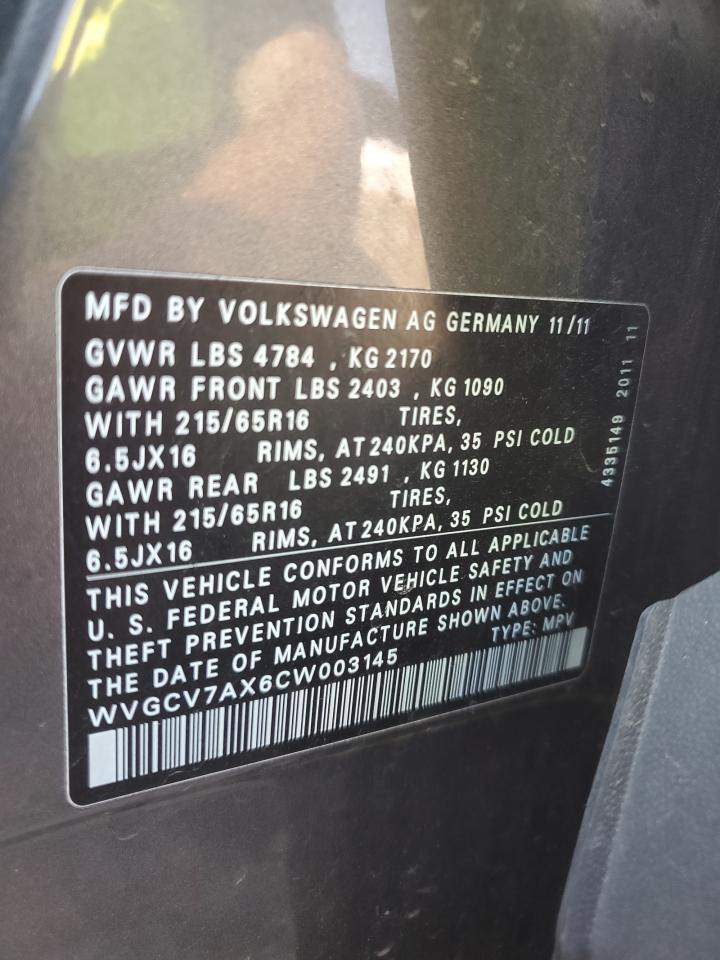 MFD BY VOLKSWAGEN AG GERMANY 11/11
GVWR LBS 4784 , KG 2170
GAWR FRONT LBS 2403 , KG 1090
WITH 215/65R16 TIRES,
6.5JX16 RIMS, AT 240KPA, 35 PSI COLD
GAWR REAR LBS 2491 , KG 1130
WITH 215/65R16 TIRES,
6.5JX16 RIMS, AT 240KPA, 35 PSI COLD
THIS VEHICLE CONFORMS TO ALL APPLICABLE
U. S. FEDERAL MOTOR VEHICLE SAFETY AND
THEFT PREVENTION STANDARDS IN EFFECT ON
THE DATE OF MANUFACTURE SHOWN ABOVE.
WVGCV7AX6CW003145 TYPE: MPV
4335149 2011 11